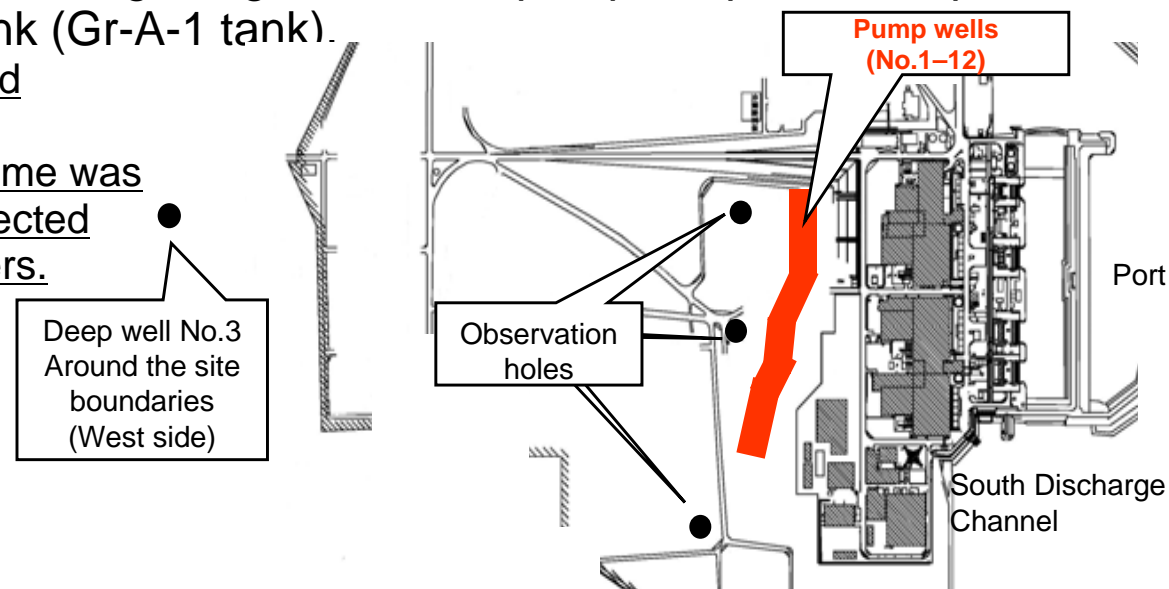 nk (Gr-A-1 tank).
d
me was
ected
ers.
Pump wells
(No.1–12)
Deep well No.3
Around the site
boundaries
(West side)
Observation
holes
Port
South Discharge
Channel